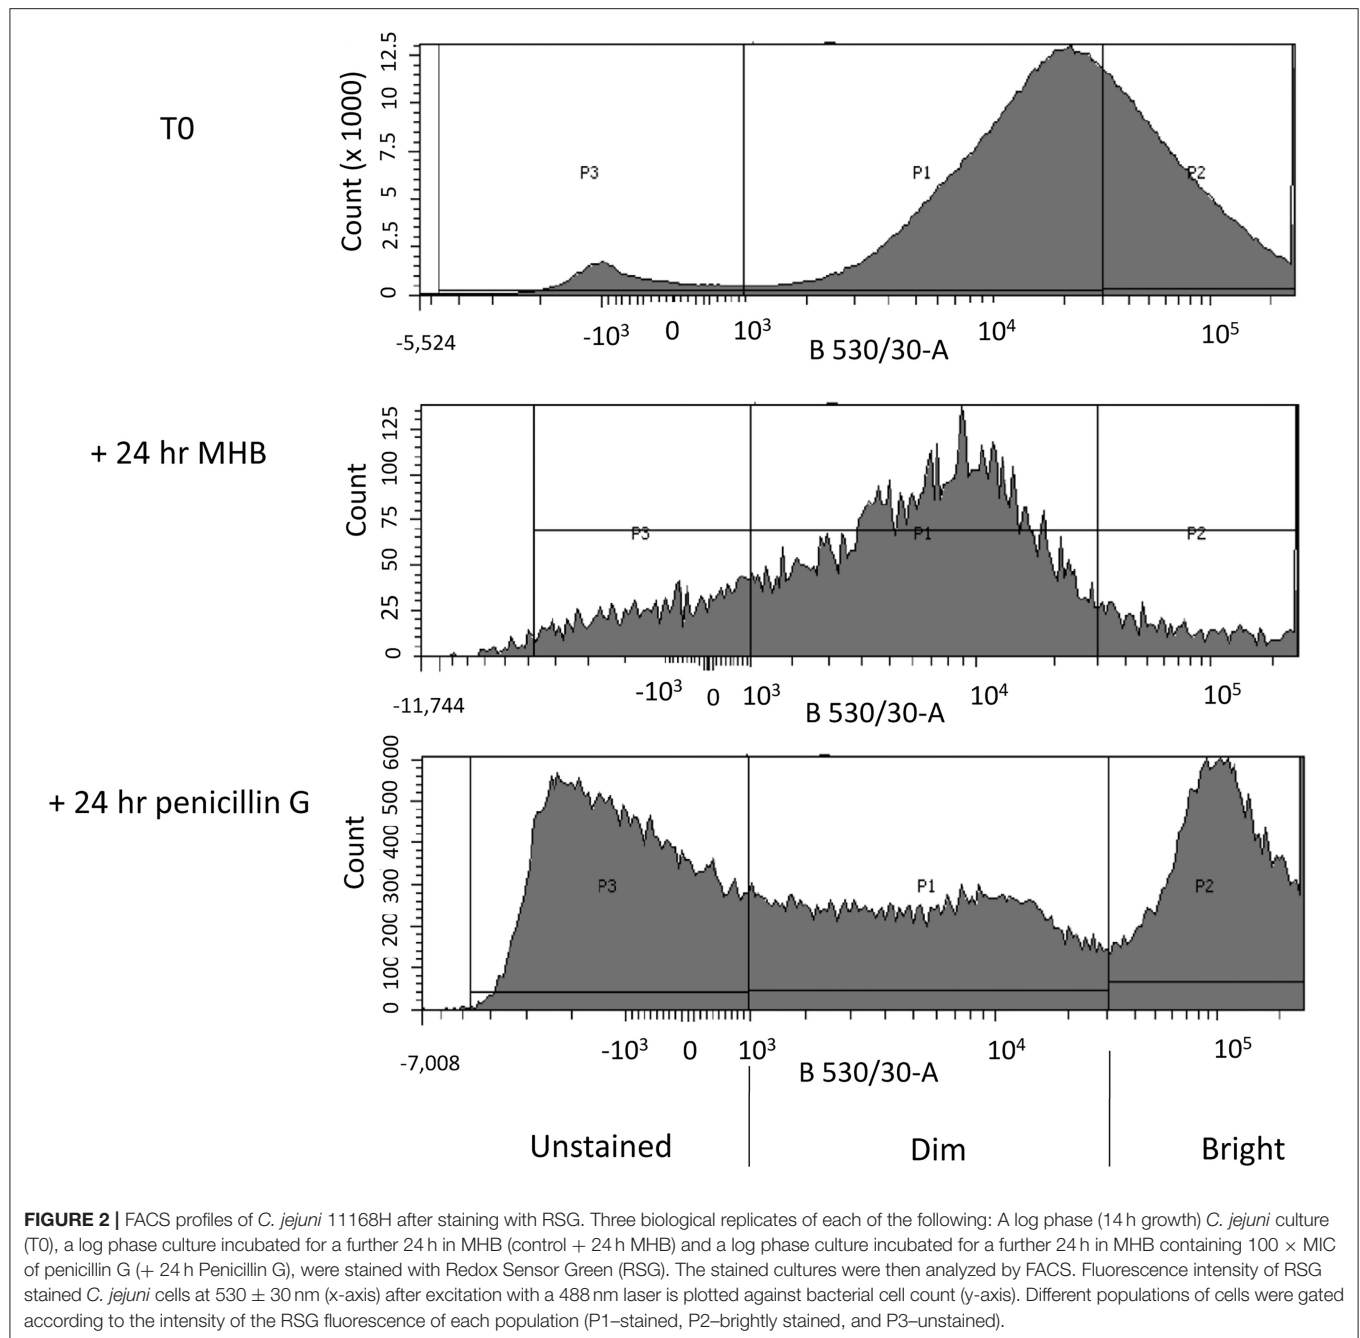 T0
Count (x 1000)
12.5
10
7.5
5
2.5
0
P3
P1
P2
-5,524
-10³
0
10³
10⁴
10⁵
B 530/30-A
+ 24 hr MHB
Count
125
100
75
50
25
0
P3
P1
P2
-11,744
-10³
0
10³
10⁴
10⁵
B 530/30-A
+ 24 hr penicillin G
Count
600
500
400
300
200
100
0
P3
P1
P2
-7,008
-10³
0
10³
10⁴
10⁵
B 530/30-A
Unstained
Dim
Bright
FIGURE 2 | FACS profiles of C. jejuni 11168H after staining with RSG. Three biological replicates of each of the following: A log phase (14 h growth) C. jejuni culture
(T0), a log phase culture incubated for a further 24 h in MHB (control + 24 h MHB) and a log phase culture incubated for a further 24 h in MHB containing 100 × MIC
of penicillin G (+ 24 h Penicillin G), were stained with Redox Sensor Green (RSG). The stained cultures were then analyzed by FACS. Fluorescence intensity of RSG
stained C. jejuni cells at 530 ± 30 nm (x-axis) after excitation with a 488 nm laser is plotted against bacterial cell count (y-axis). Different populations of cells were gated
according to the intensity of the RSG fluorescence of each population (P1–stained, P2–brightly stained, and P3–unstained).